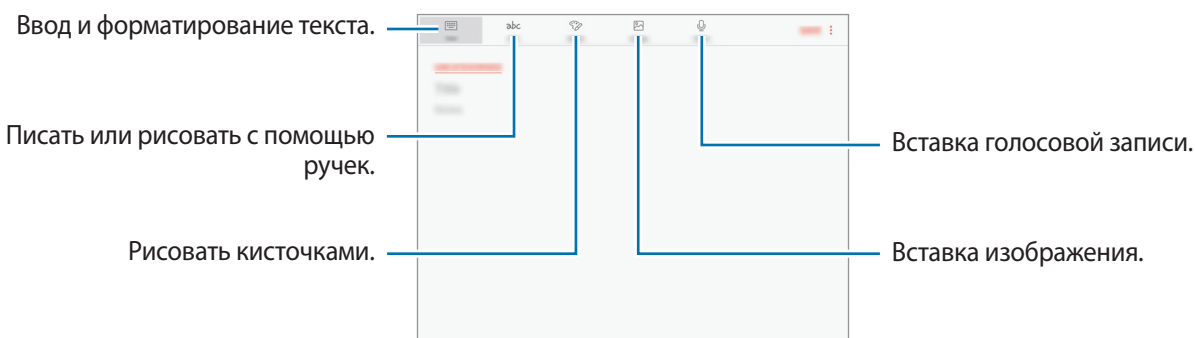 Ввод и форматирование текста.
abc
Писать или рисовать с помощью
ручек.
Вставка голосовой записи.
Рисовать кисточками.
Вставка изображения.